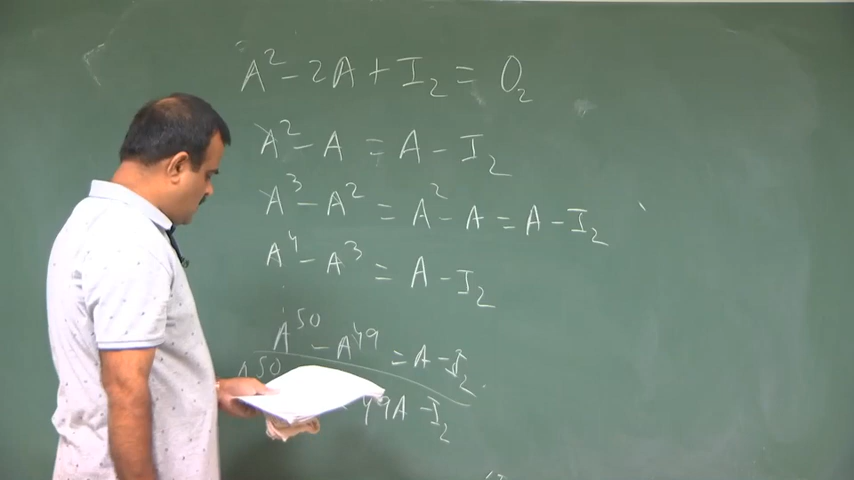 A² - 2A + I₂ = O₂
A² - A = A - I₂
A³ - A² = A² - A = A - I₂
A⁴ - A³ = A - I₂
A⁵⁰ - A⁴⁹ = A - I₂
A⁵⁰ 49A - I₂